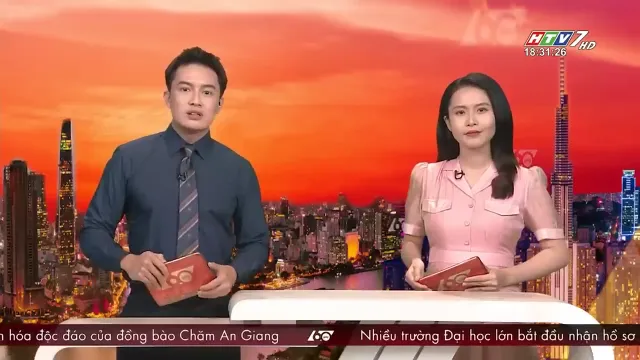 HTV7 HD
18:31:26
n hóa độc đáo của đồng bào Chăm An Giang
60
Nhiều trường Đại học lớn bắt đầu nhận hồ sơ